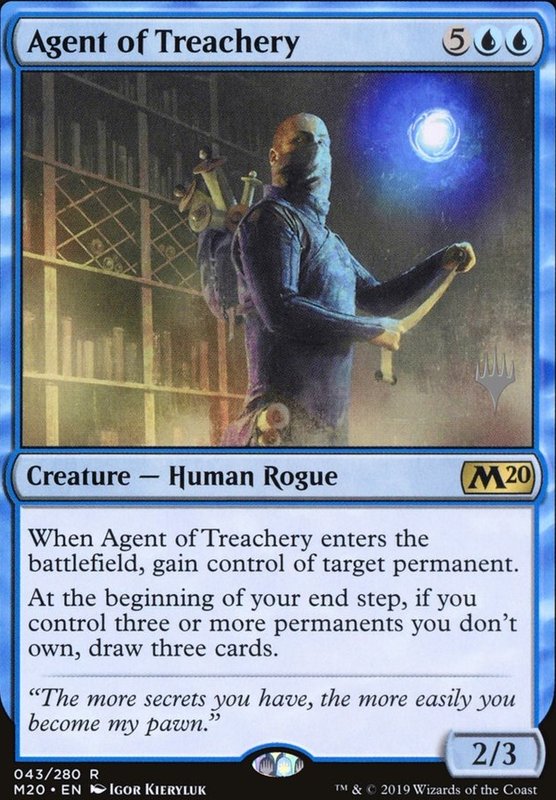 Agent of Treachery 5
Creature — Human Rogue M20
When Agent of Treachery enters the
battlefield, gain control of target permanent.
At the beginning of your end step, if you
control three or more permanents you don't
own, draw three cards.
“The more secrets you have, the more easily you
become my pawn.”
2/3
043/280 R
M20 • EN Igor Kieryluk
™ & © 2019 Wizards of the Coast